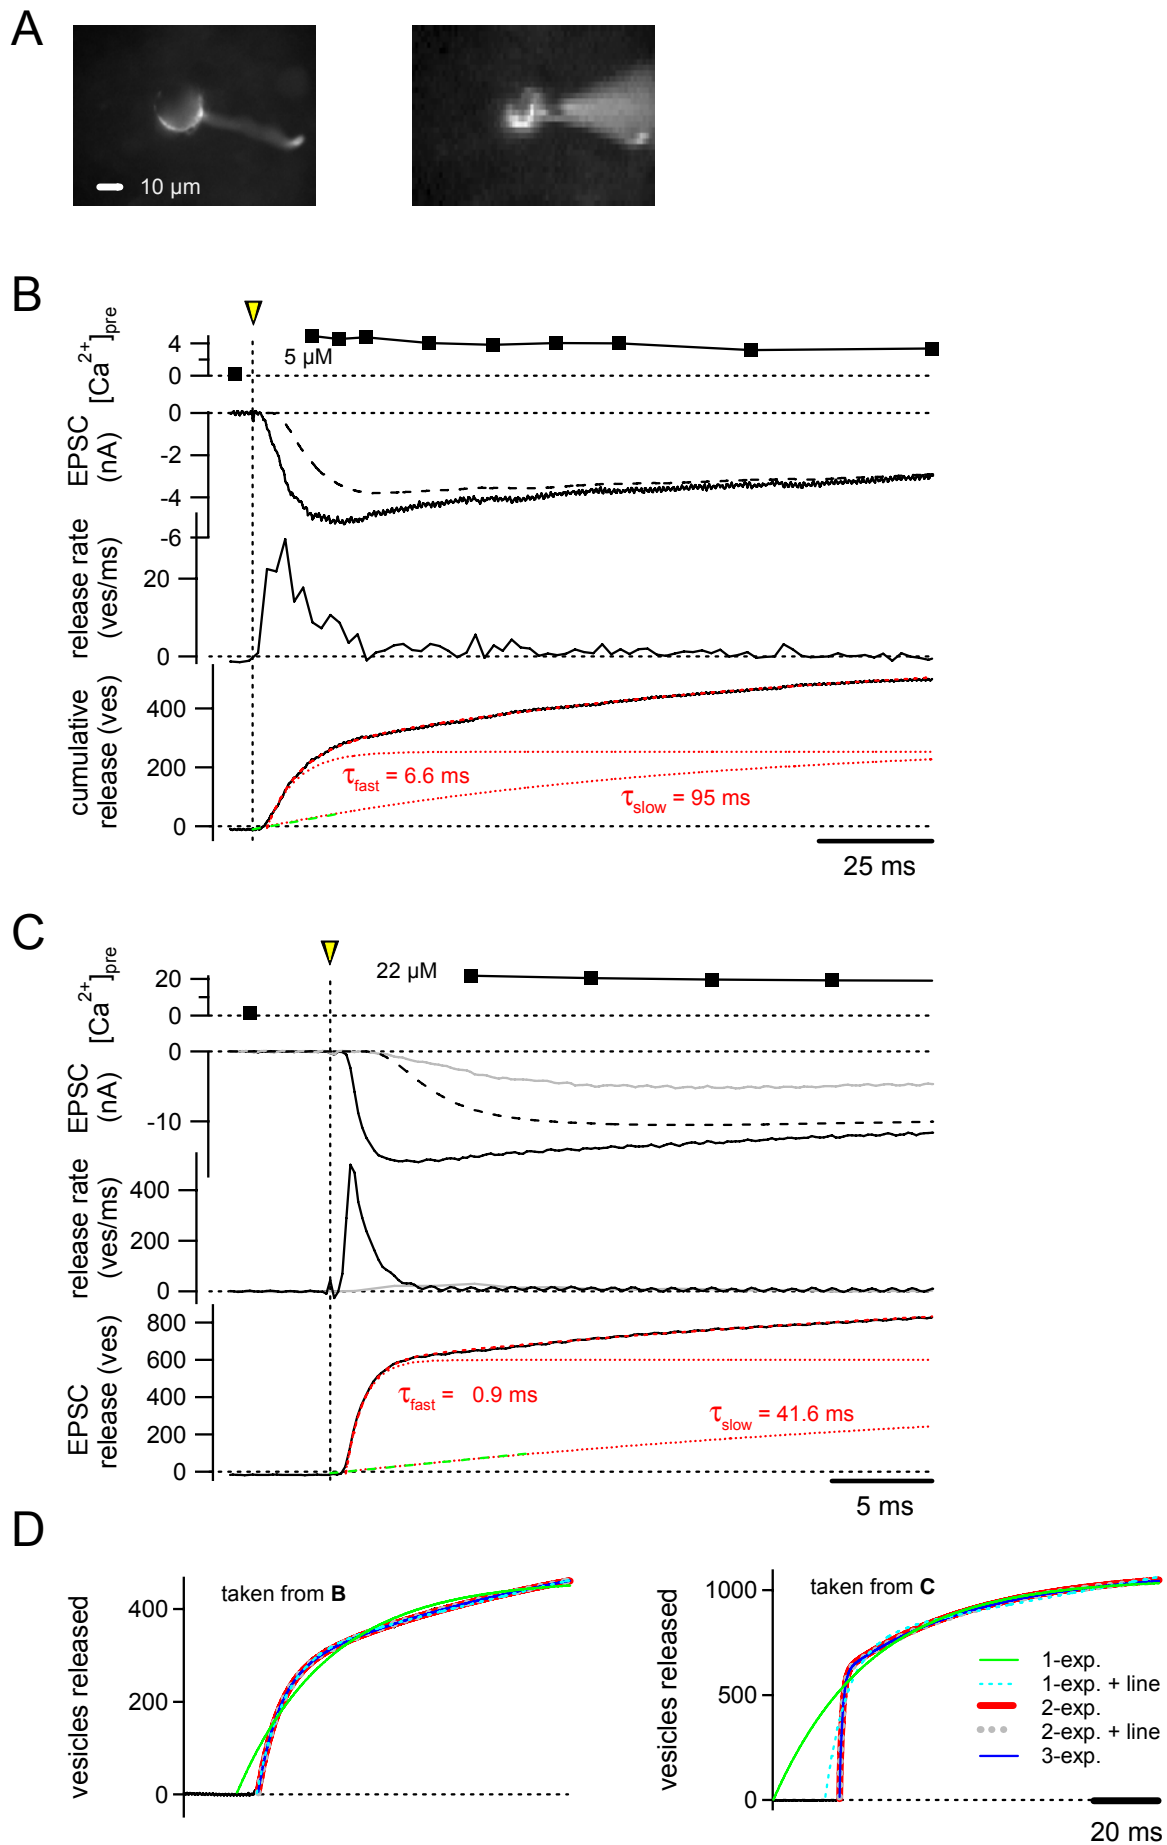 A
10 µm
B
[Ca2+]pre
4
0
5 µM
EPSC
(nA)
0
-2
-4
-6
release rate
(ves/ms)
20
0
cumulative
release (ves)
400
200
0
τfast = 6.6 ms
τslow = 95 ms
25 ms
C
[Ca2+]pre
20
0
22 µM
EPSC
(nA)
0
-10
release rate
(ves/ms)
400
200
0
EPSC
release (ves)
800
600
400
200
0
τfast = 0.9 ms
τslow = 41.6 ms
5 ms
D
vesicles released
400
200
0
taken from B
vesicles released
1000
500
0
taken from C
1-exp.
1-exp. + line
2-exp.
2-exp. + line
3-exp.
20 ms